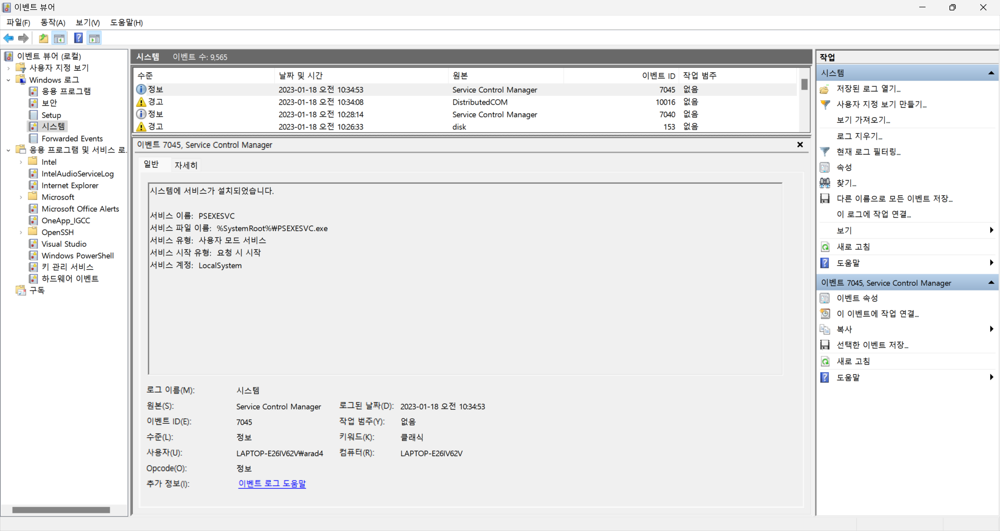 이벤트 뷰어
파일(F) 동작(A) 보기(V) 도움말(H)
이벤트 뷰어 (로컬)
사용자 지정 보기
Windows 로그
응용 프로그램
보안
Setup
시스템
Forwarded Events
응용 프로그램 및 서비스 로.
Intel
IntelAudioServiceLog
Internet Explorer
Microsoft
Microsoft Office Alerts
OneApp_IGCC
OpenSSH
Visual Studio
Windows PowerShell
키 관리 서비스
하드웨어 이벤트
구독
시스템 이벤트 수: 9,565
수준 날짜 및 시간 원본 이벤트 ID 작업 범주
정보 2023-01-18 오전 10:34:53 Service Control Manager 7045 없음
경고 2023-01-18 오전 10:34:08 DistributedCOM 10016 없음
정보 2023-01-18 오전 10:28:14 Service Control Manager 7040 없음
경고 2023-01-18 오전 10:26:33 disk 153 없음
이벤트 7045, Service Control Manager
일반 자세히
시스템에 서비스가 설치되었습니다.
서비스 이름: PSEXESVC
서비스 파일 이름: %SystemRoot%₩PSEXESVC.exe
서비스 유형: 사용자 모드 서비스
서비스 시작 유형: 요청 시 시작
서비스 계정: LocalSystem
로그 이름(M): 시스템
원본(S): Service Control Manager 로그된 날짜(D): 2023-01-18 오전 10:34:53
이벤트 ID(E): 7045 작업 범주(Y): 없음
수준(L): 정보 키워드(K): 클래식
사용자(U): LAPTOP-E26IV62V₩arad4 컴퓨터(R): LAPTOP-E26IV62V
Opcode(O): 정보
추가 정보(I): 이벤트 로그 도움말
작업
시스템
저장된 로그 열기...
사용자 지정 보기 만들기...
보기 가져오기...
로그 지우기...
현재 로그 필터링...
속성
찾기...
다른 이름으로 모든 이벤트 저장...
이 로그에 작업 연결...
보기
새로 고침
도움말
이벤트 7045, Service Control Manager
이벤트 속성
이 이벤트에 작업 연결...
복사
선택한 이벤트 저장...
새로 고침
도움말